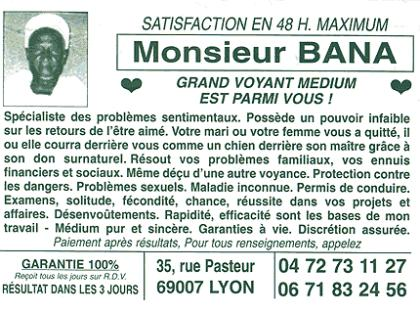 SATISFACTION EN 48 H. MAXIMUM
Monsieur BANA
GRAND VOYANT MEDIUM
EST PARMI VOUS !
Spécialiste des problèmes sentimentaux. Possède un pouvoir infaible
sur les retours de l'être aimé. Votre mari ou votre femme vous a quitté, il
ou elle courra derrière vous comme un chien derrière son maître grâce à
son don surnaturel. Résout vos problèmes familiaux, vos ennuis
financiers et sociaux. Même déçu d'une autre voyance. Protection contre
les dangers. Problèmes sexuels. Maladie inconnue. Permis de conduire.
Examens, solitude, fécondité, chance, réussite dans vos projets et
affaires. Désenvoûtements. Rapidité, efficacité sont les bases de mon
travail - Médium pur et sincère. Garanties à vie. Discrétion assurée.
Paiement après résultats, Pour tous renseignements, appelez
GARANTIE 100%
Reçoit tous les jours sur R.D.V.
RÉSULTAT DANS LES 3 JOURS
35, rue Pasteur
69007 LYON
04 72 73 11 27
06 71 83 24 56